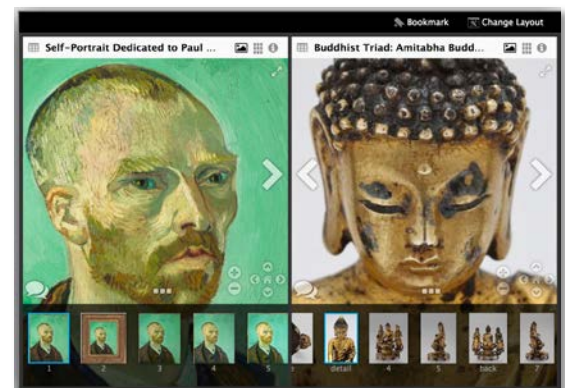 Bookmark Change Layout
Self-Portrait Dedicated to Paul ...
Buddhist Triad: Amitabha Budd...
1 2 3 4 5
detail 4 5 back 7